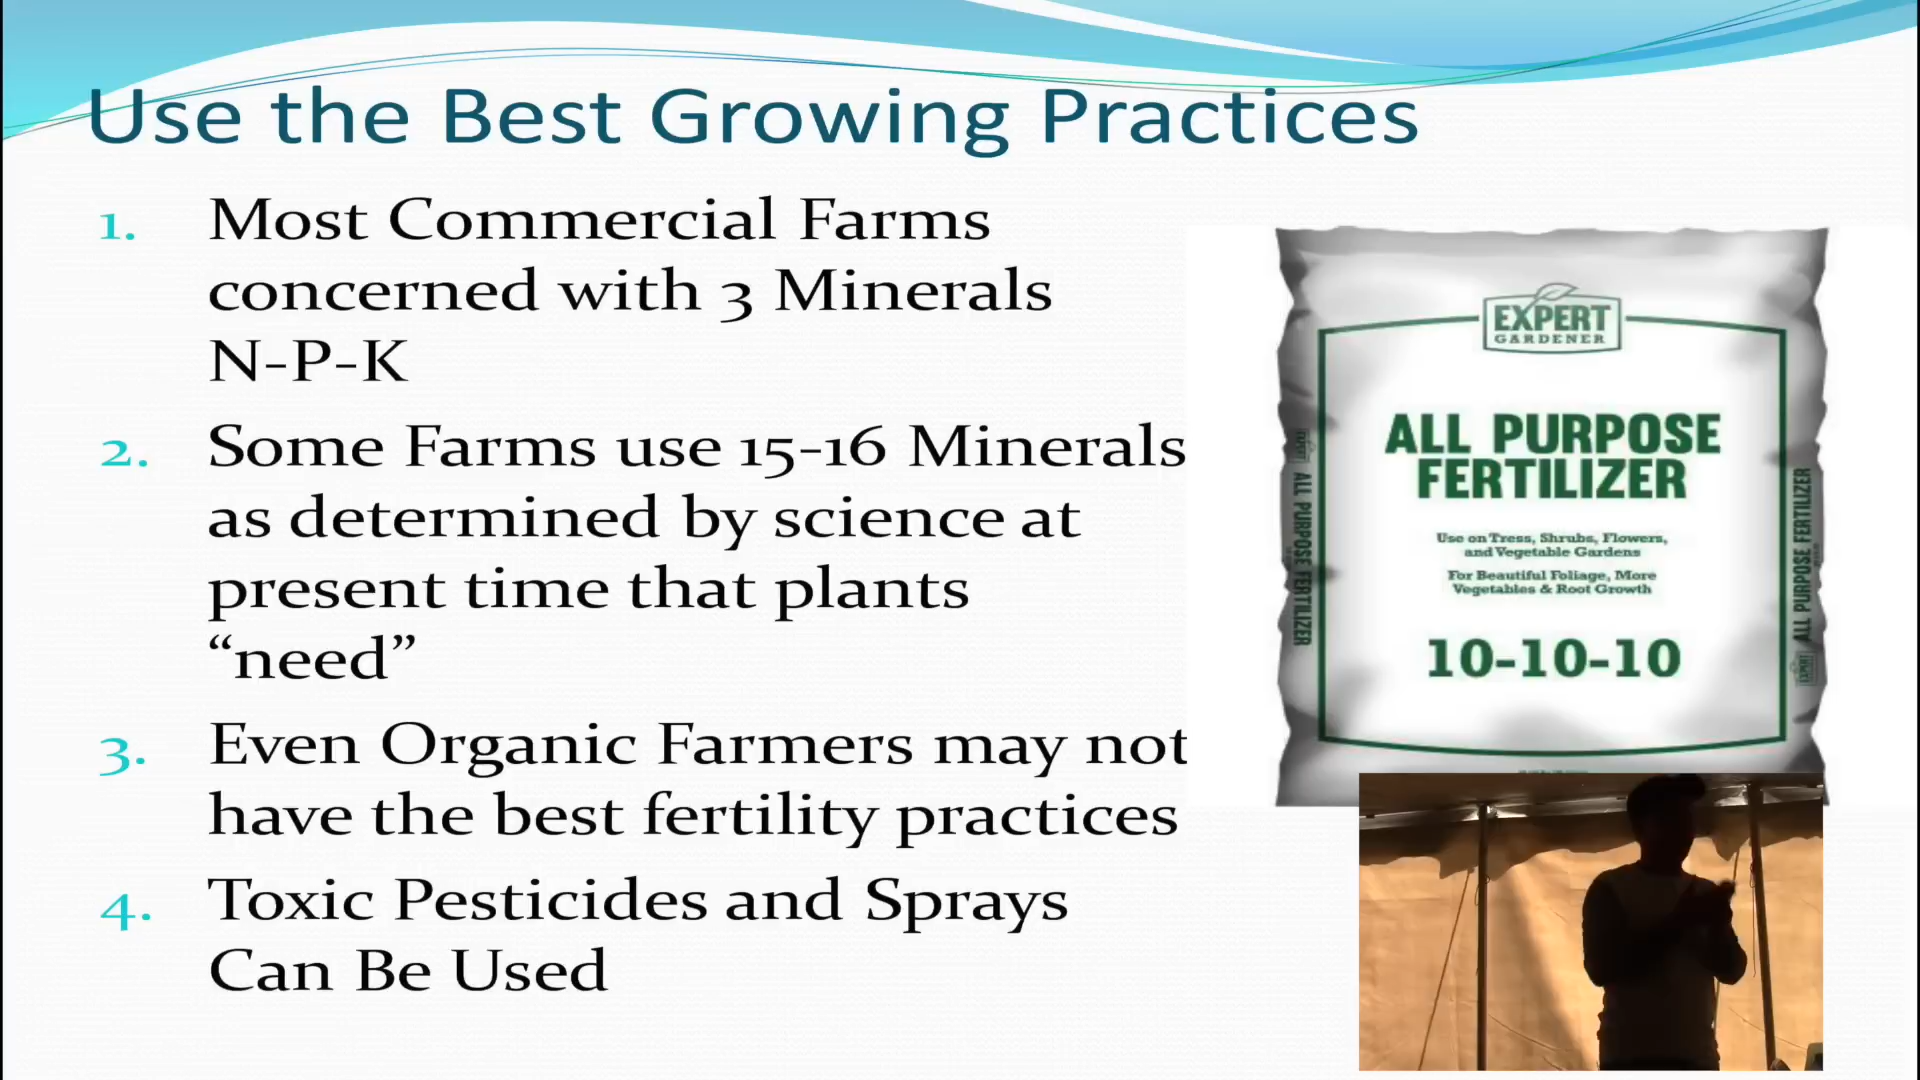 Use the Best Growing Practices
1. Most Commercial Farms
concerned with 3 Minerals
N-P-K
2. Some Farms use 15-16 Minerals
as determined by science at
present time that plants
“need”
3. Even Organic Farmers may not
have the best fertility practices
4. Toxic Pesticides and Sprays
Can Be Used
EXPERT
GARDENER
ALL PURPOSE
FERTILIZER
Use on Tress, Shrubs, Flowers,
and Vegetable Gardens
For Beautiful Foliage, More
Vegetables & Root Growth
10-10-10
ALL PURPOSE FERTILIZER
ALL PURPOSE FERTILIZER